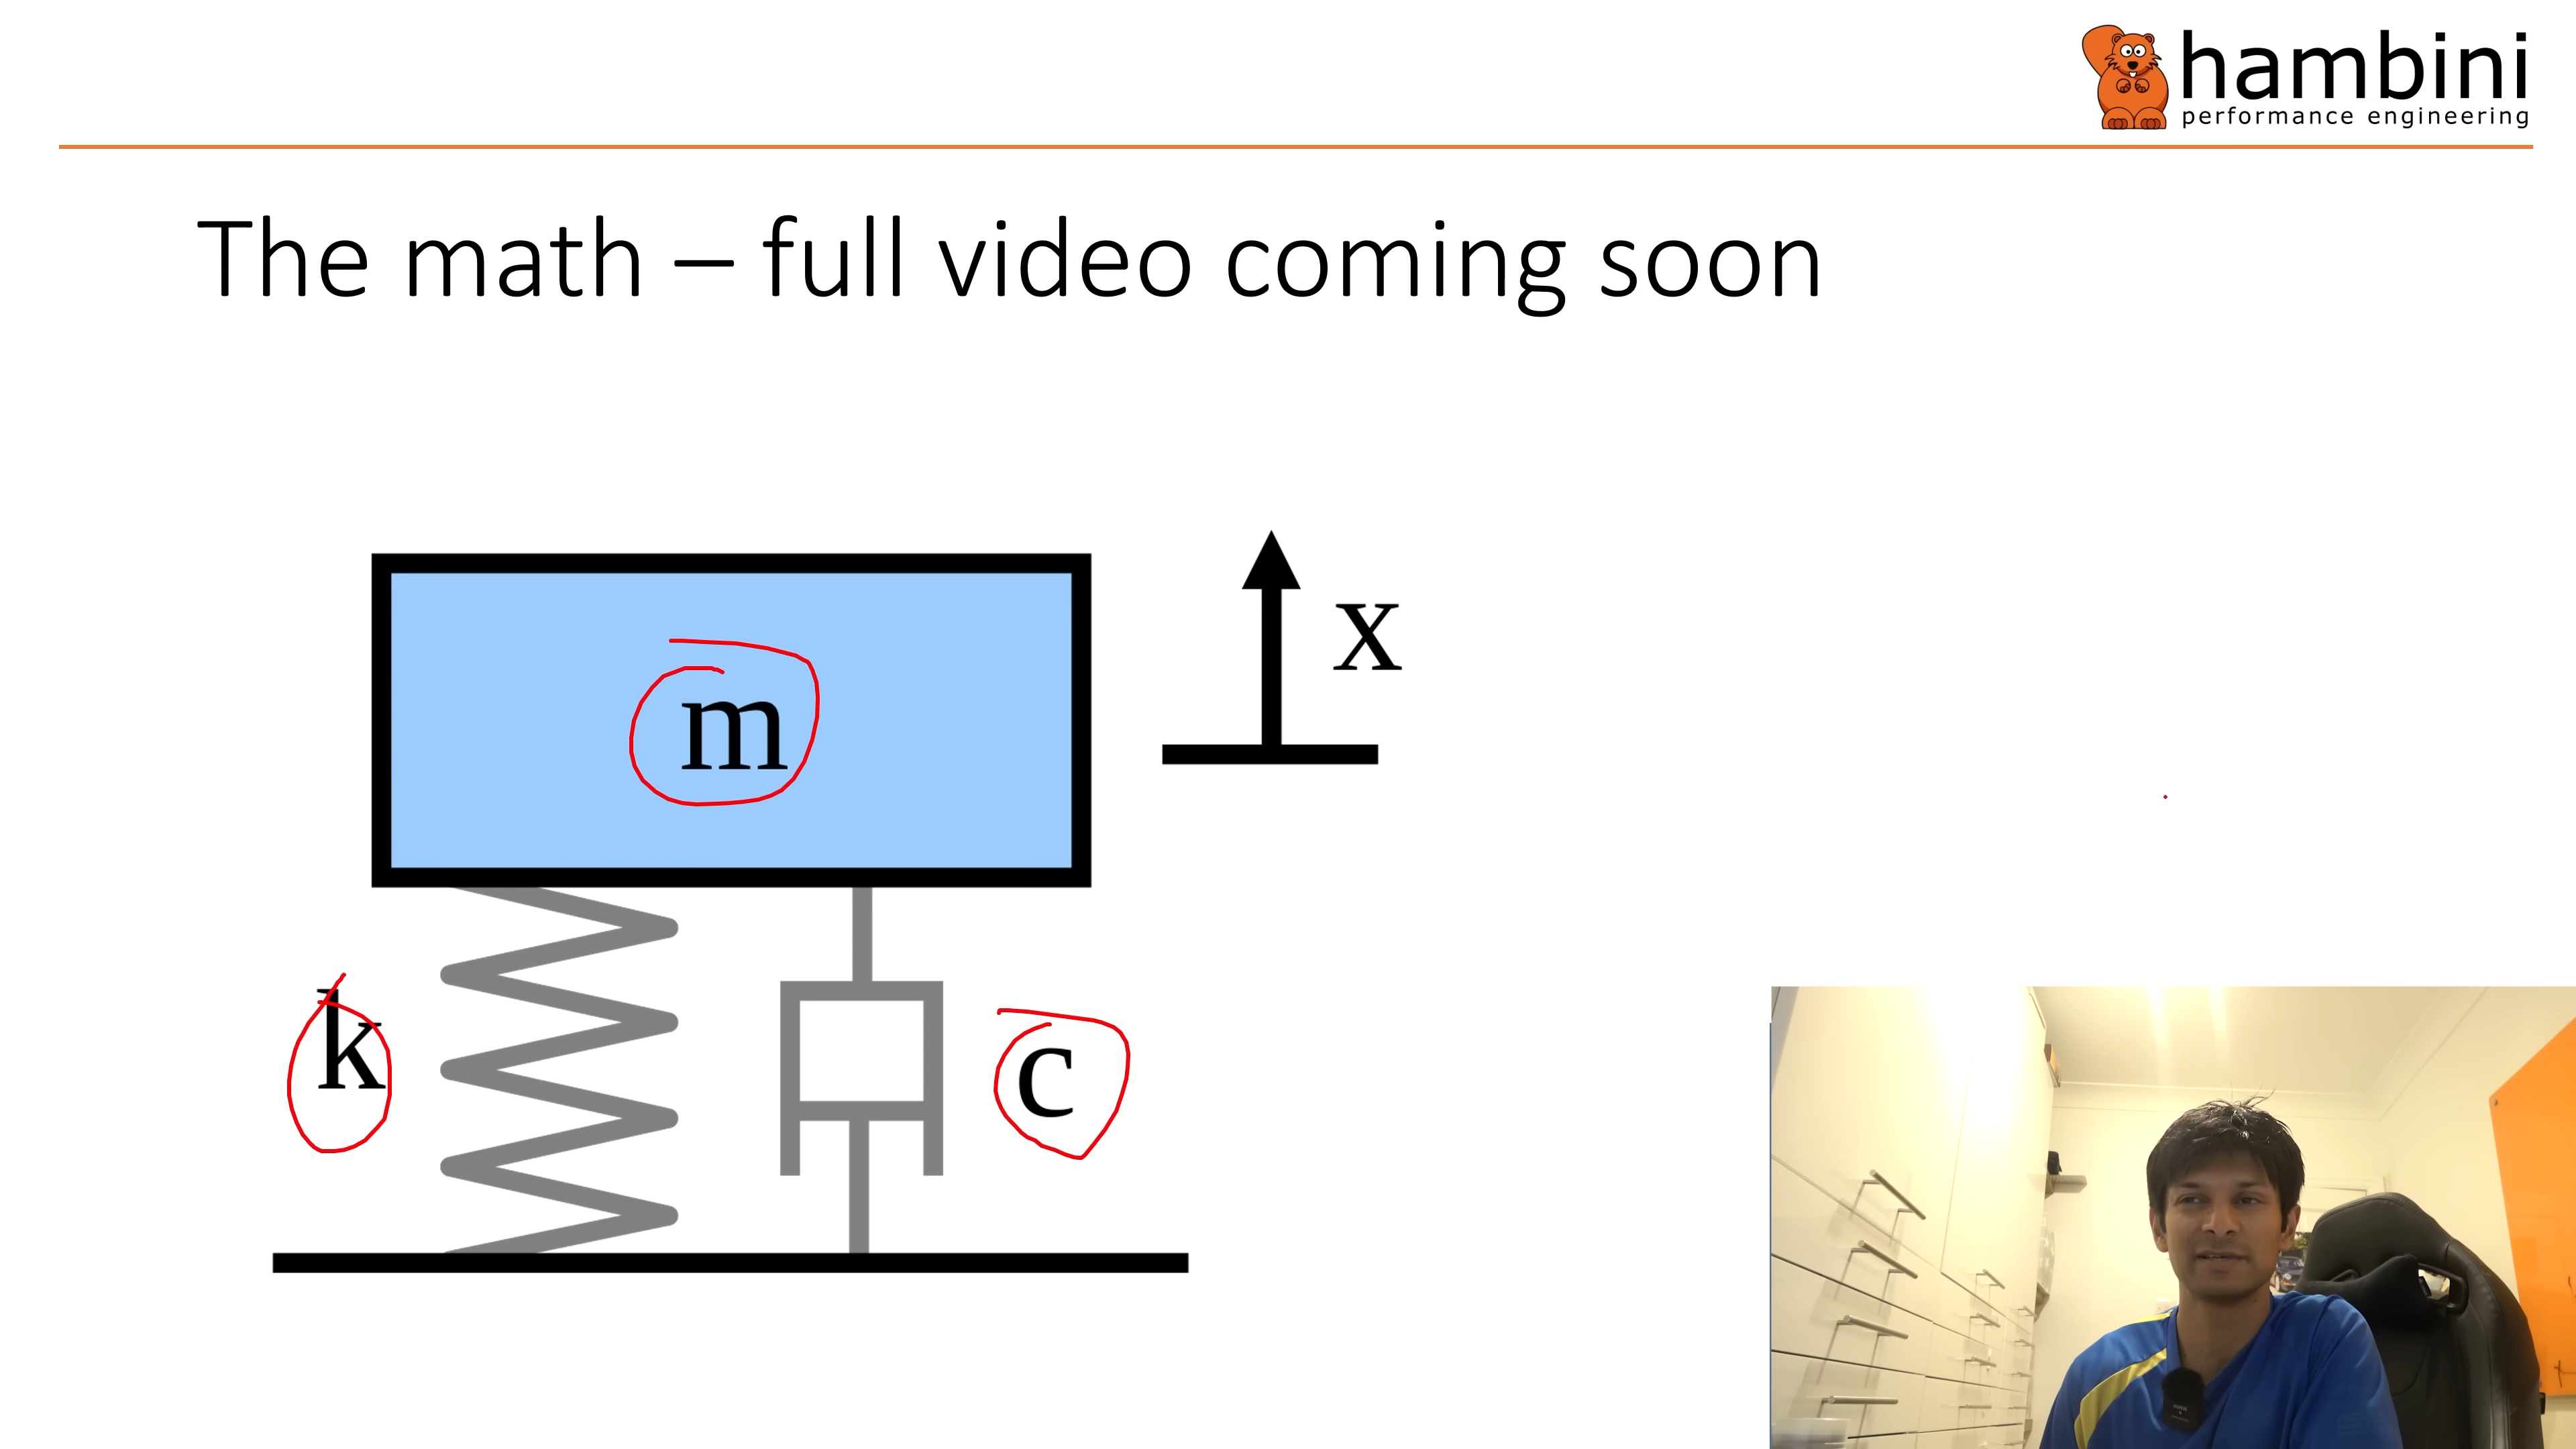 hambini
performance engineering
The math – full video coming soon
x
m
k
c